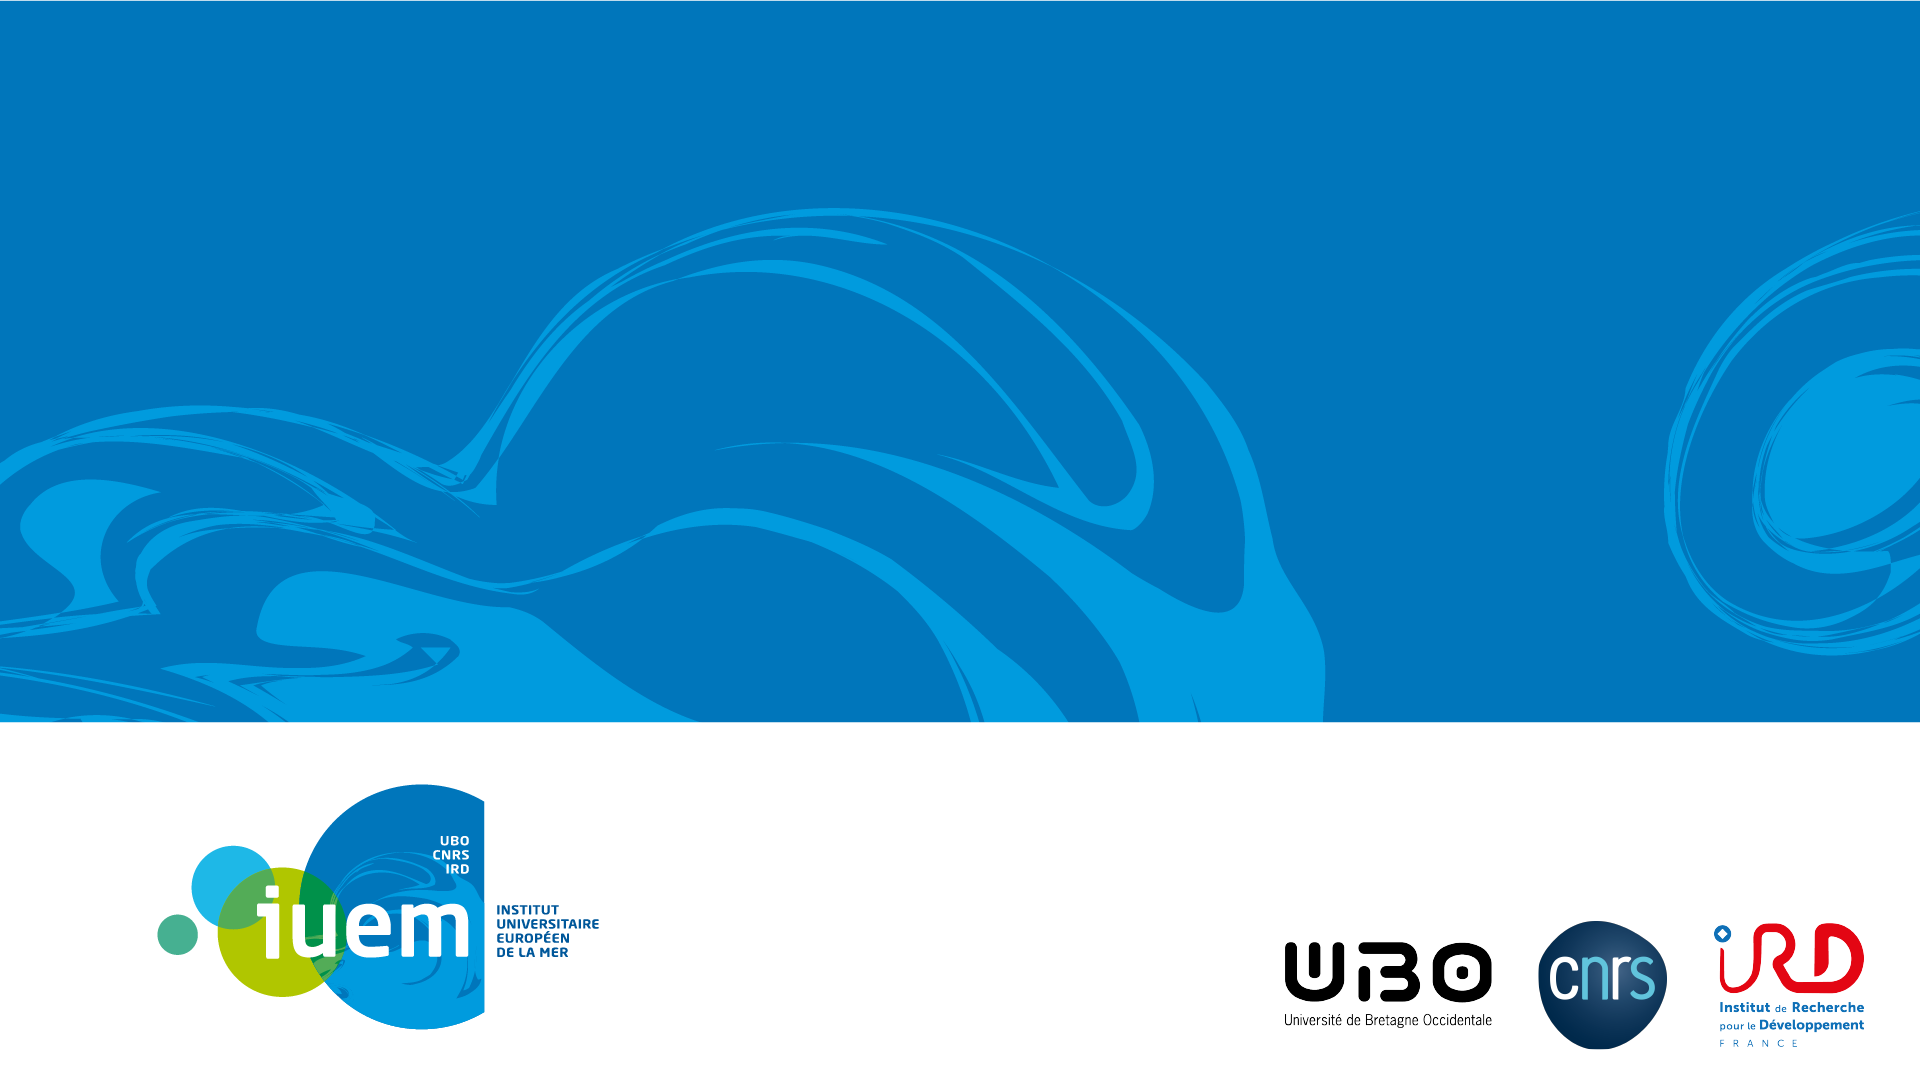 UBO
CNRS
IRD
iuem
INSTITUT
UNIVERSITAIRE
EUROPÉEN
DE LA MER
UBO
Université de Bretagne Occidentale
cnrs
IRD
Institut de Recherche
pour le Développement
FRANCE